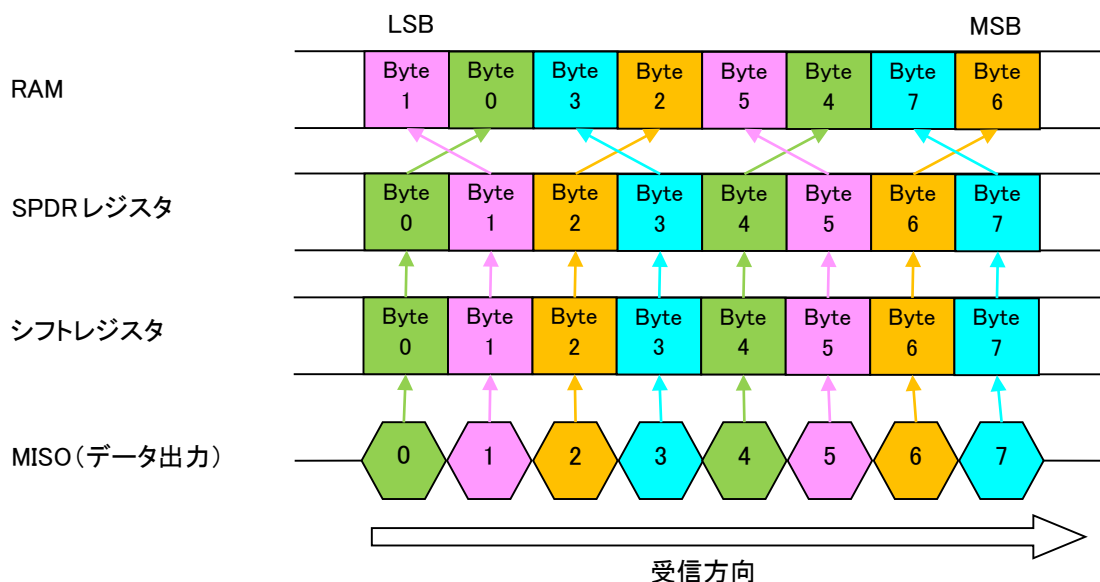 LSB MSB
RAM Byte 1 Byte 0 Byte 3 Byte 2 Byte 5 Byte 4 Byte 7 Byte 6
SPDRレジスタ Byte 0 Byte 1 Byte 2 Byte 3 Byte 4 Byte 5 Byte 6 Byte 7
シフトレジスタ Byte 0 Byte 1 Byte 2 Byte 3 Byte 4 Byte 5 Byte 6 Byte 7
MISO(データ出力) 0 1 2 3 4 5 6 7
受信方向